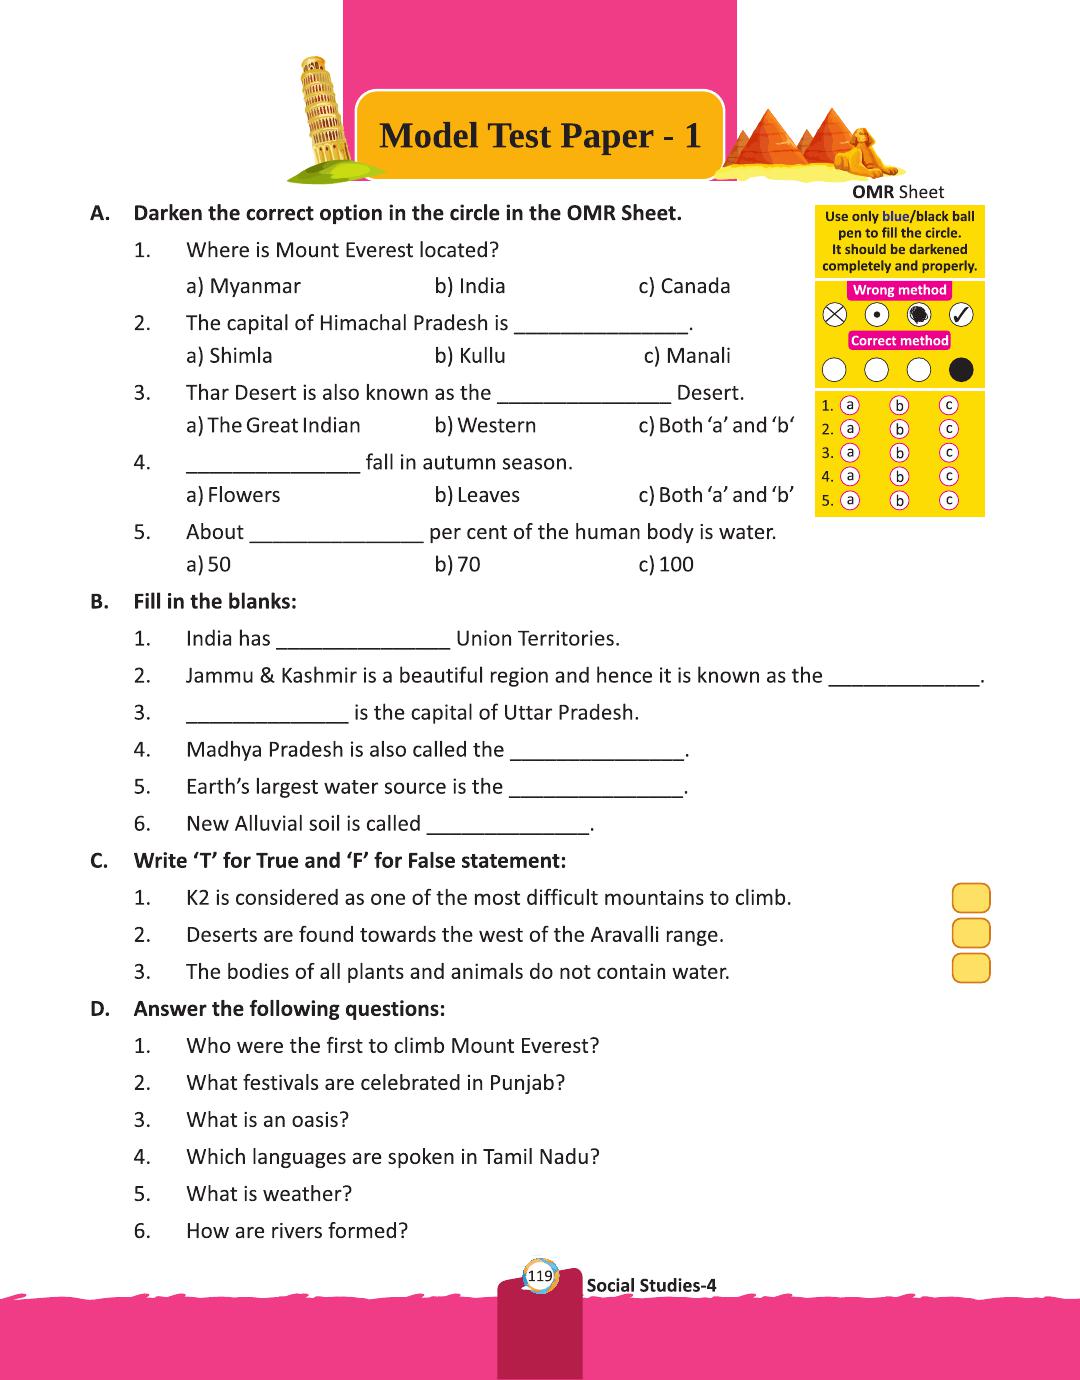 Model Test Paper - 1
OMR Sheet
A. Darken the correct option in the circle in the OMR Sheet.
1. Where is Mount Everest located?
a) Myanmar b) India c) Canada
2. The capital of Himachal Pradesh is _______________.
a) Shimla b) Kullu c) Manali
3. Thar Desert is also known as the _______________ Desert.
a) The Great Indian b) Western c) Both ‘a’ and ‘b‘
4. _______________ fall in autumn season.
a) Flowers b) Leaves c) Both ‘a’ and ‘b’
5. About _______________ per cent of the human body is water.
a) 50 b) 70 c) 100
Use only blue/black ball
pen to fill the circle.
It should be darkened
completely and properly.
Wrong method
Correct method
1. a b c
2. a b c
3. a b c
4. a b c
5. a b c
B. Fill in the blanks:
1. India has _______________ Union Territories.
2. Jammu & Kashmir is a beautiful region and hence it is known as the _____________.
3. ______________ is the capital of Uttar Pradesh.
4. Madhya Pradesh is also called the _______________.
5. Earth’s largest water source is the _______________.
6. New Alluvial soil is called ______________.
C. Write ‘T’ for True and ‘F’ for False statement:
1. K2 is considered as one of the most difficult mountains to climb.
2. Deserts are found towards the west of the Aravalli range.
3. The bodies of all plants and animals do not contain water.
D. Answer the following questions:
1. Who were the first to climb Mount Everest?
2. What festivals are celebrated in Punjab?
3. What is an oasis?
4. Which languages are spoken in Tamil Nadu?
5. What is weather?
6. How are rivers formed?
119
Social Studies-4